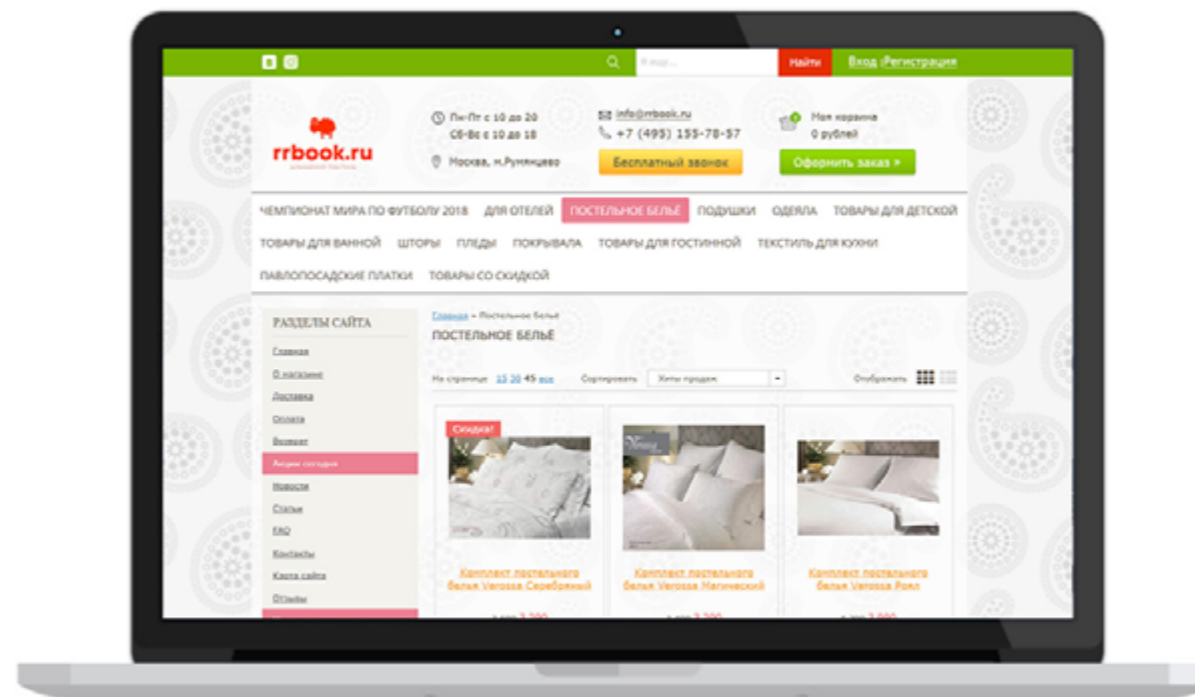 Найти
Вход
Регистрация
rrbook.ru
Пн-Пт с 10 до 20
Сб-Вс с 10 до 18
Москва, м.Румянцево
info@rrbook.ru
+7 (495) 155-78-57
Бесплатный звонок
Моя корзина
0 рублей
Оформить заказ »
ЧЕМПИОНАТ МИРА ПО ФУТБОЛУ 2018 ДЛЯ ОТЕЛЕЙ ПОСТЕЛЬНОЕ БЕЛЬЁ ПОДУШКИ ОДЕЯЛА ТОВАРЫ ДЛЯ ДЕТСКОЙ
ТОВАРЫ ДЛЯ ВАННОЙ ШТОРЫ ПЛЕДЫ ПОКРЫВАЛА ТОВАРЫ ДЛЯ ГОСТИННОЙ ТЕКСТИЛЬ ДЛЯ КУХНИ
ПАВЛОПОСАДСКИЕ ПЛАТКИ ТОВАРЫ СО СКИДКОЙ
РАЗДЕЛЫ САЙТА
Главная
О магазине
Доставка
Оплата
Возврат
Акции сегодня
Новости
Статьи
FAQ
Контакты
Карта сайта
Отзывы
Главная » Постельное бельё
ПОСТЕЛЬНОЕ БЕЛЬЁ
На странице 15 30 45 все Сортировать Хиты продаж Отображать
Скидка!
Комплект постельного
белья Verossa Серебряный
Комплект постельного
белья Verossa Магический
Комплект постельного
белья Verossa Роял